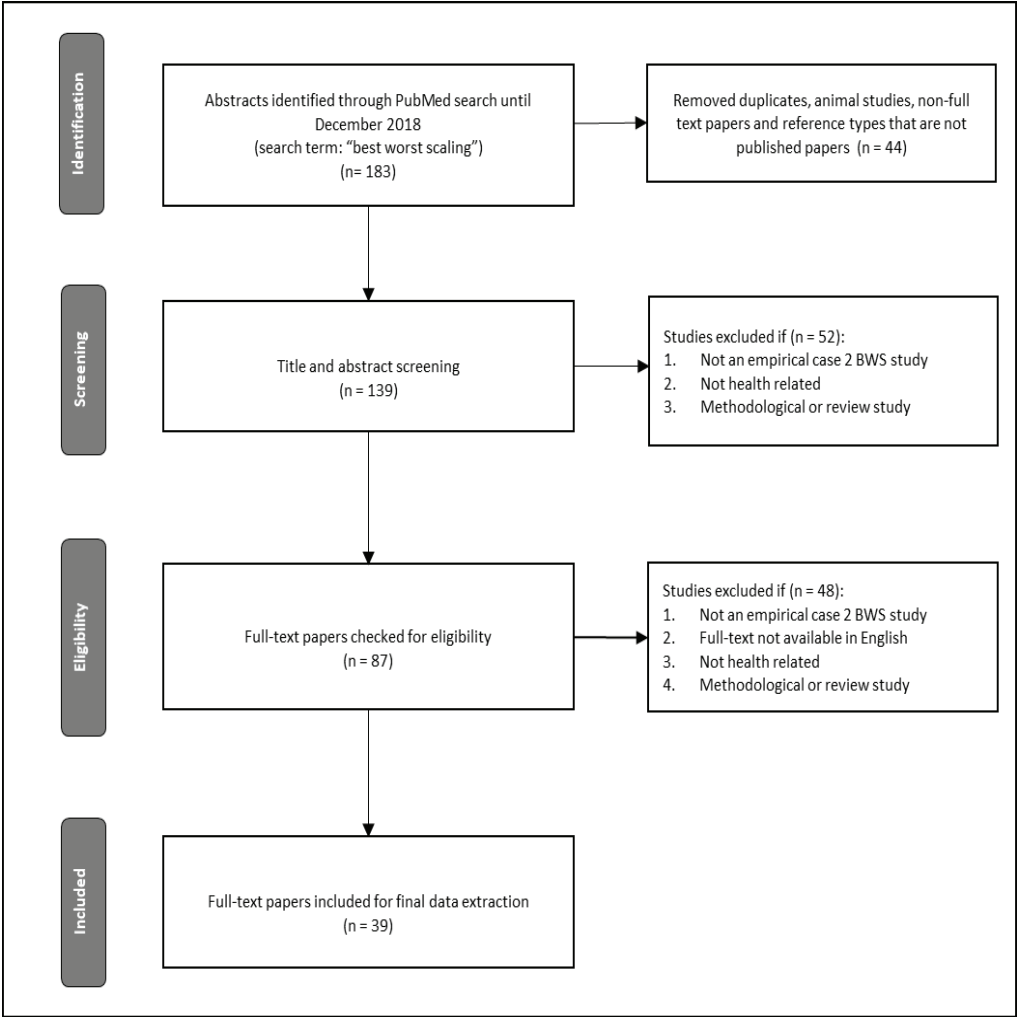 Identification
Abstracts identified through PubMed search until
December 2018
(search term: “best worst scaling”)
(n= 183)
Removed duplicates, animal studies, non-full
text papers and reference types that are not
published papers (n = 44)
Screening
Title and abstract screening
(n = 139)
Studies excluded if (n = 52):
1. Not an empirical case 2 BWS study
2. Not health related
3. Methodological or review study
Eligibility
Full-text papers checked for eligibility
(n = 87)
Studies excluded if (n = 48):
1. Not an empirical case 2 BWS study
2. Full-text not available in English
3. Not health related
4. Methodological or review study
Included
Full-text papers included for final data extraction
(n = 39)